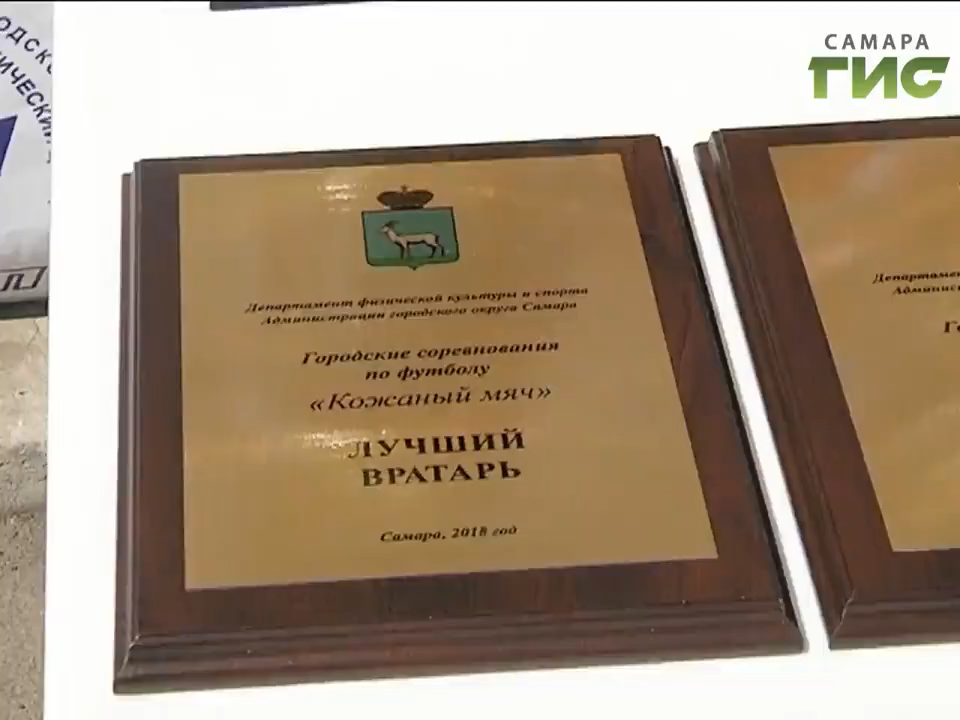 САМАРА
ГИС
Департамент физической культуры и спорта
Администрации городского округа Самара
Городские соревнования
по футболу
«Кожаный мяч»
ЛУЧШИЙ
ВРАТАРЬ
Самара, 2018 год